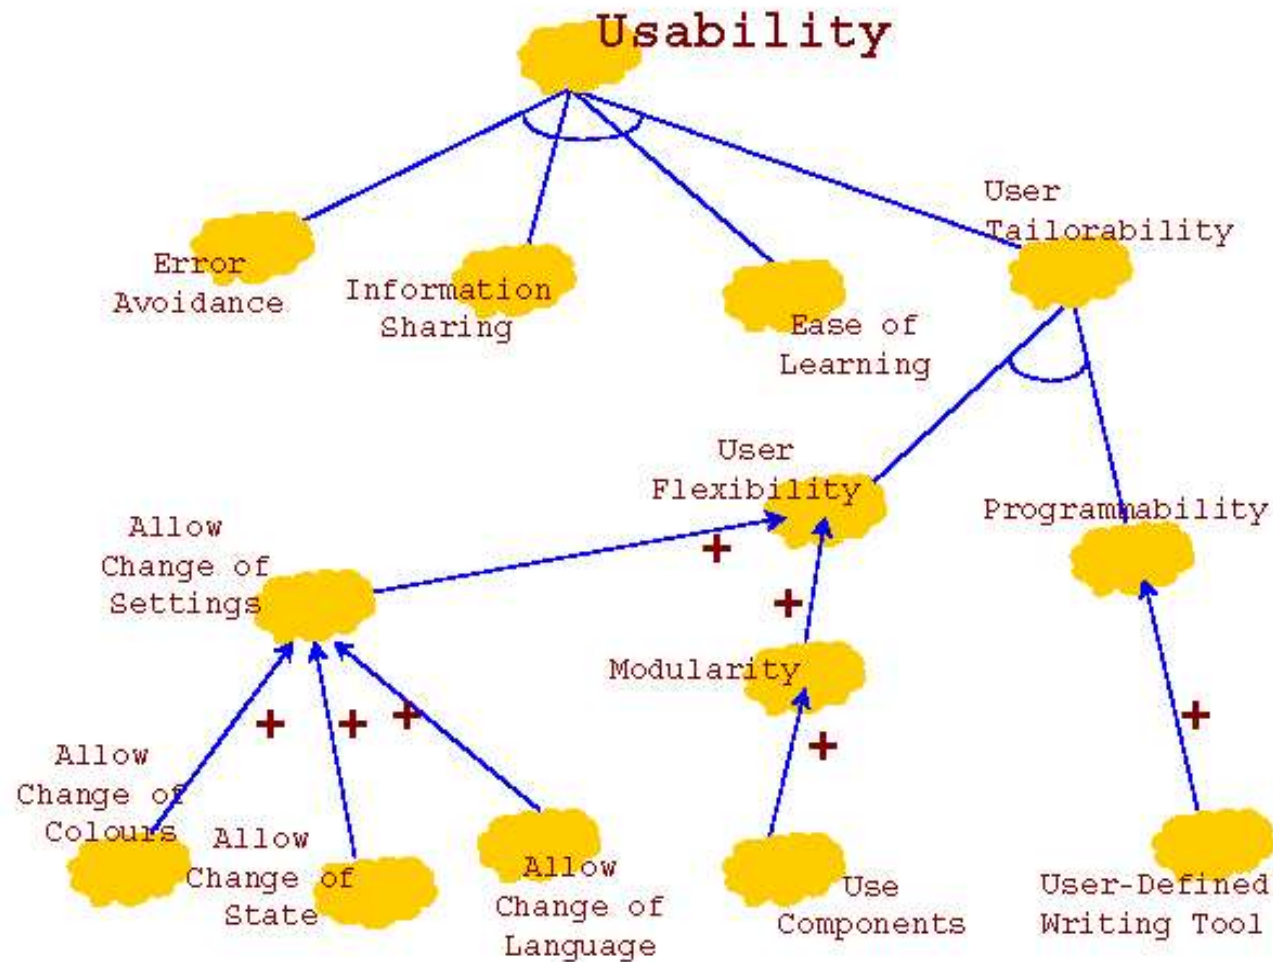 Usability
User
Tailorability
Error
Avoidance
Information
Sharing
Ease of
Learning
User
Flexibility
Programmability
Allow
Change of
Settings
+
+
Modularity
+
+
+
+
+
Allow
Change of
Colours
Allow
Change of
State
Allow
Change of
Language
Use
Components
User-Defined
Writing Tool